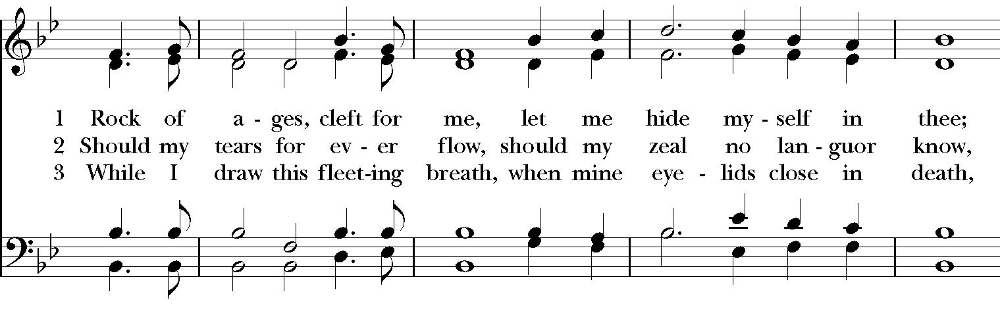 1 Rock of a - ges, cleft for me, let me hide my - self in thee;
2 Should my tears for ev - er flow, should my zeal no lan - guor know,
3 While I draw this fleet-ing breath, when mine eye - lids close in death,